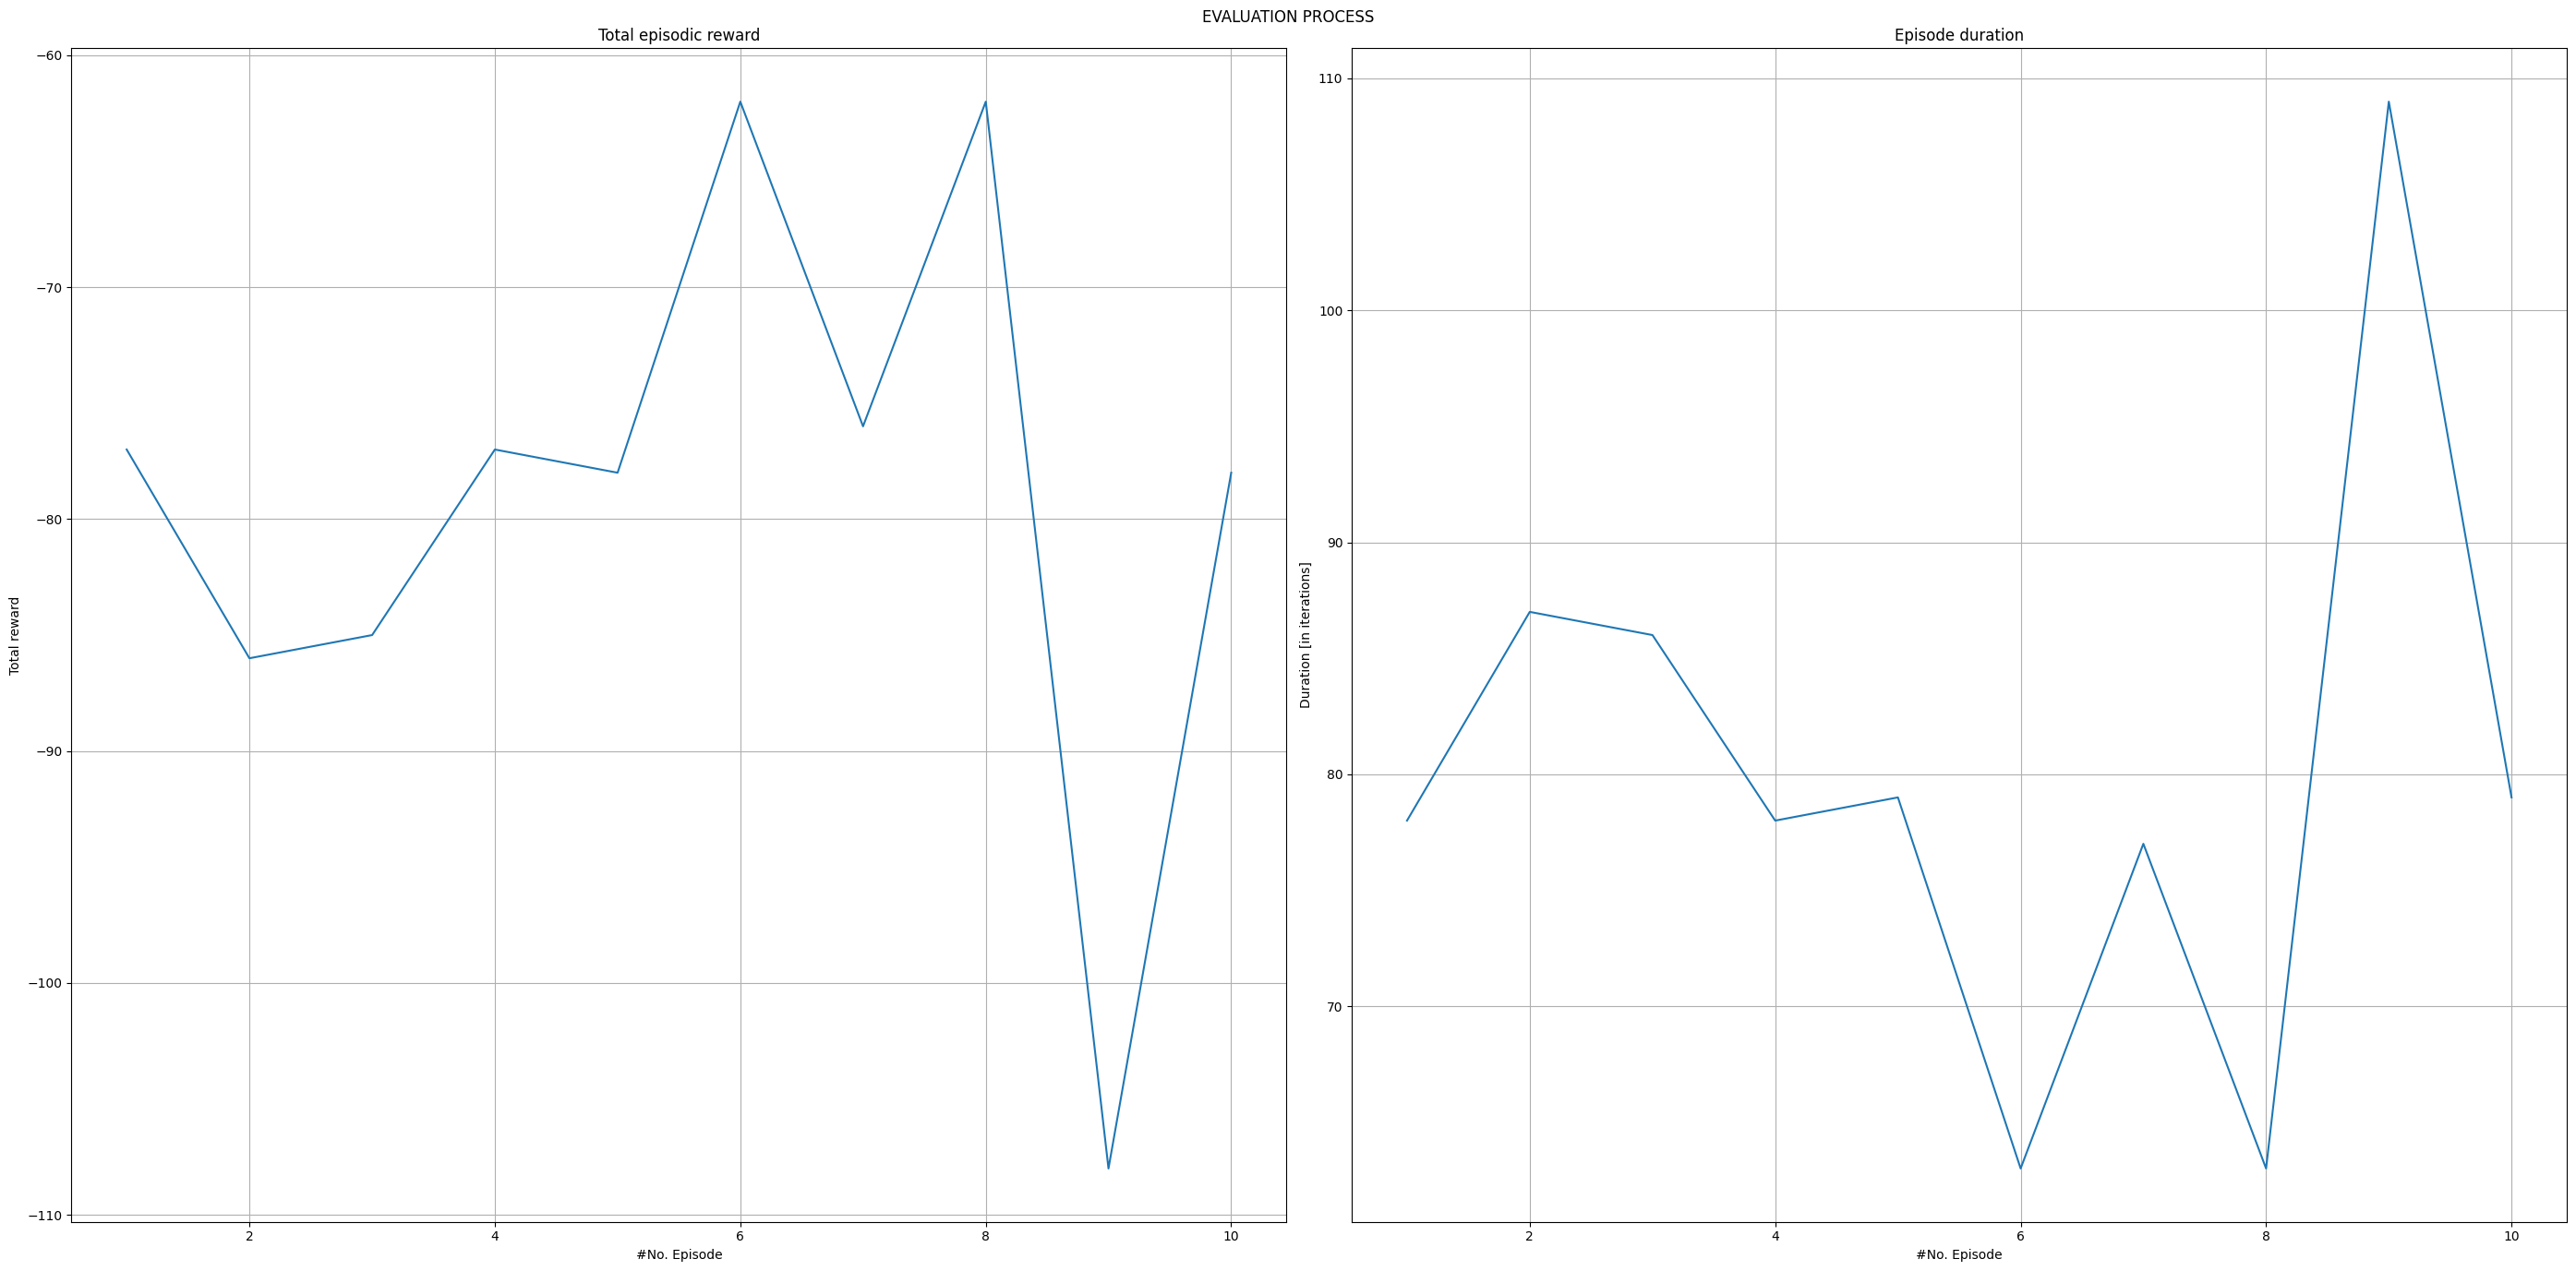 EVALUATION PROCESS
Total episodic reward
−60
−70
−80
−90
−100
−110
Total reward
2 4 6 8 10
#No. Episode
Episode duration
110
100
90
80
70
Duration [in iterations]
2 4 6 8 10
#No. Episode